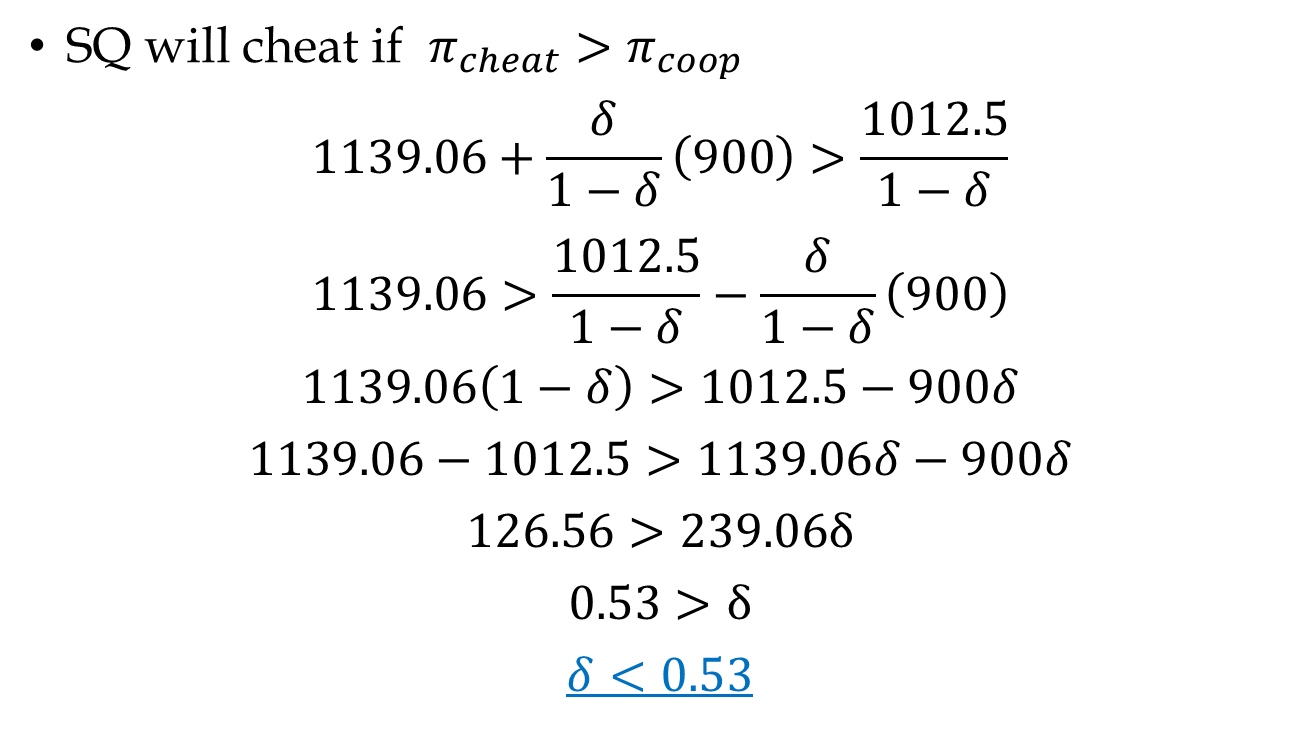 • SQ will cheat if π_cheat > π_coop
1139.06 + δ/(1 − δ) (900) > 1012.5/(1 − δ)
1139.06 > 1012.5/(1 − δ) − δ/(1 − δ) (900)
1139.06(1 − δ) > 1012.5 − 900δ
1139.06 − 1012.5 > 1139.06δ − 900δ
126.56 > 239.06δ
0.53 > δ
δ < 0.53